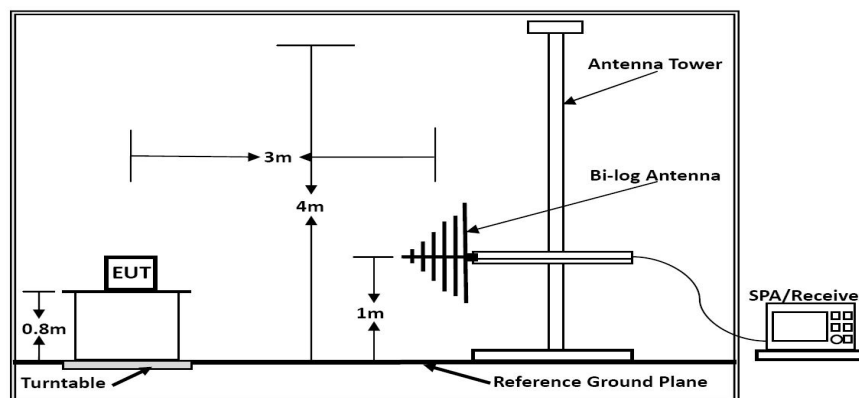 Antenna Tower
3m
Bi-log Antenna
4m
EUT
SPA/Receive
0.8m
1m
Turntable
Reference Ground Plane